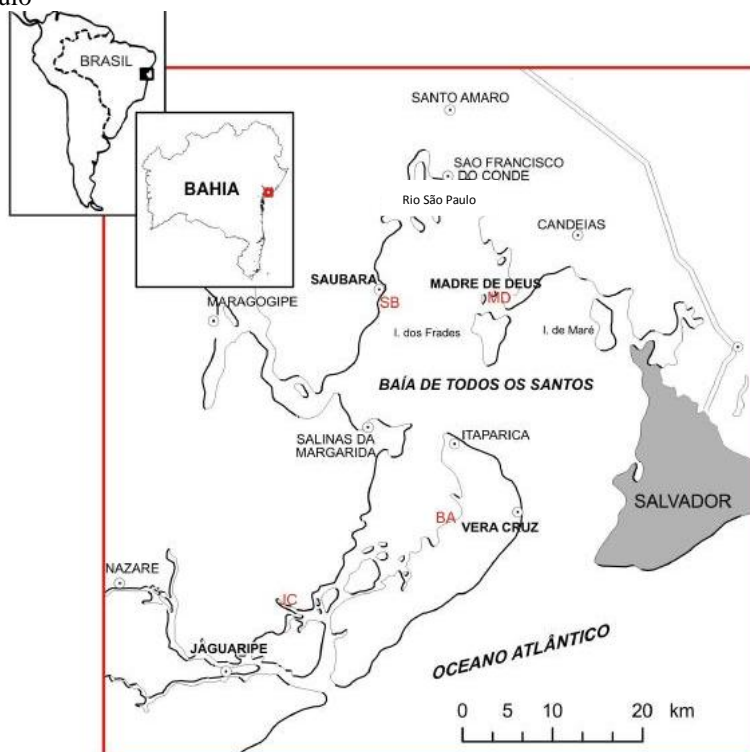 ulo
BRASIL
BAHIA
SANTO AMARO
SAO FRANCISCO
DO CONDE
Rio São Paulo
CANDEIAS
SAUBARA
SB
MADRE DE DEUS
MD
MARAGOGIPE
I. dos Frades
I. de Maré
BAÍA DE TODOS OS SANTOS
SALINAS DA
MARGARIDA
ITAPARICA
SALVADOR
BA
VERA CRUZ
NAZARE
JC
JAGUARIPE
OCEANO ATLÂNTICO
0 5 10 20 km